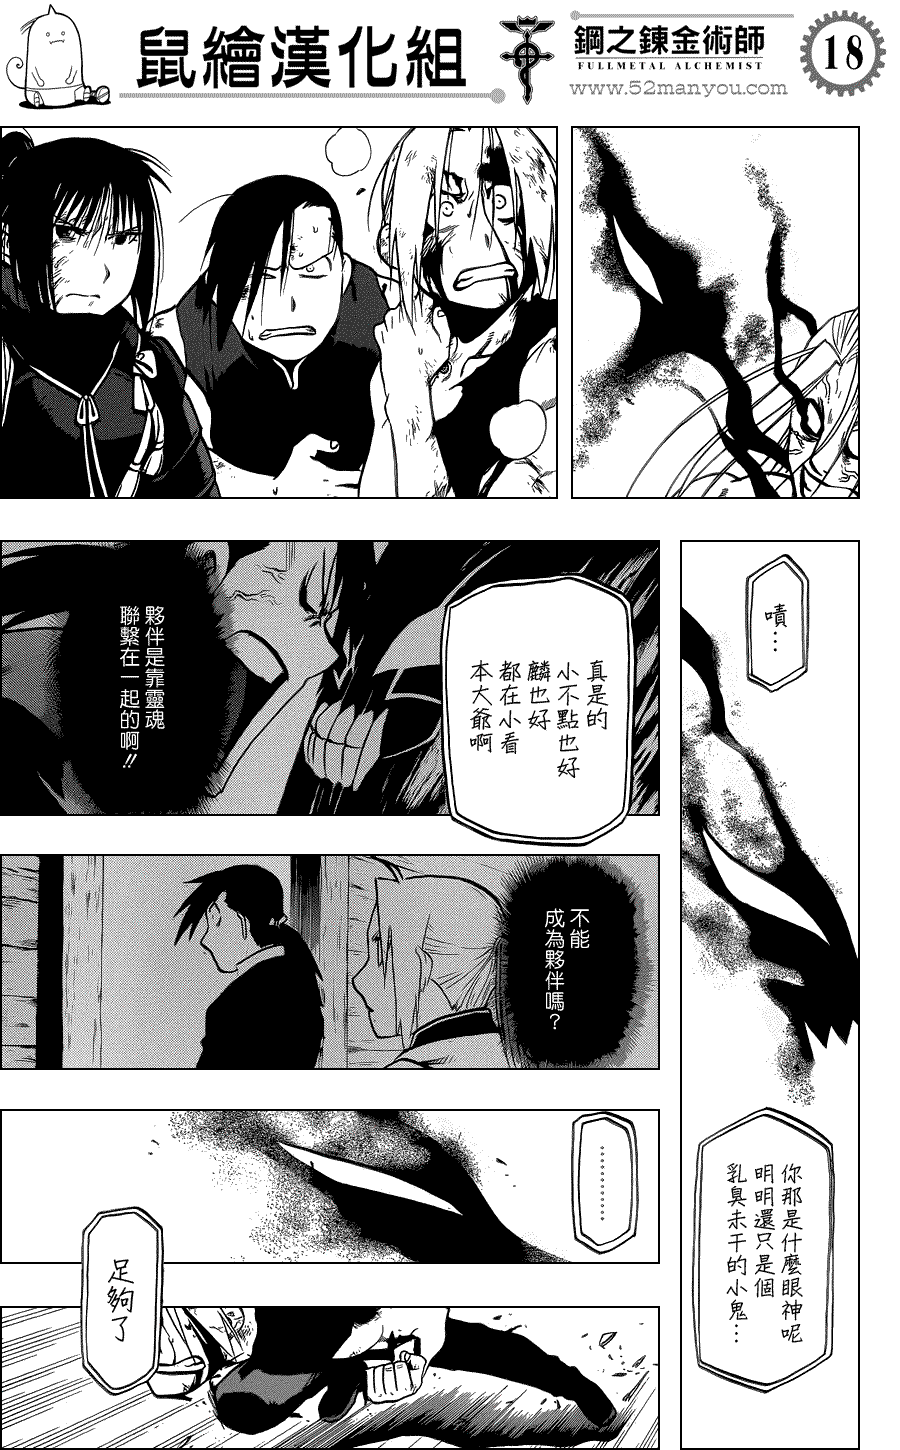 鼠繪漢化組
鋼之鍊金術師
FULLMETAL ALCHEMIST
www.52manyou.com
18
嘖…
你那是什麼眼神呢
明明還只是個
乳臭未干的小鬼…
真是的
小不點也好
麟也好
都在小看
本大爺啊
夥伴是靠靈魂
聯繫在一起的啊!!
不能
成為夥伴嗎?
…………
足夠了